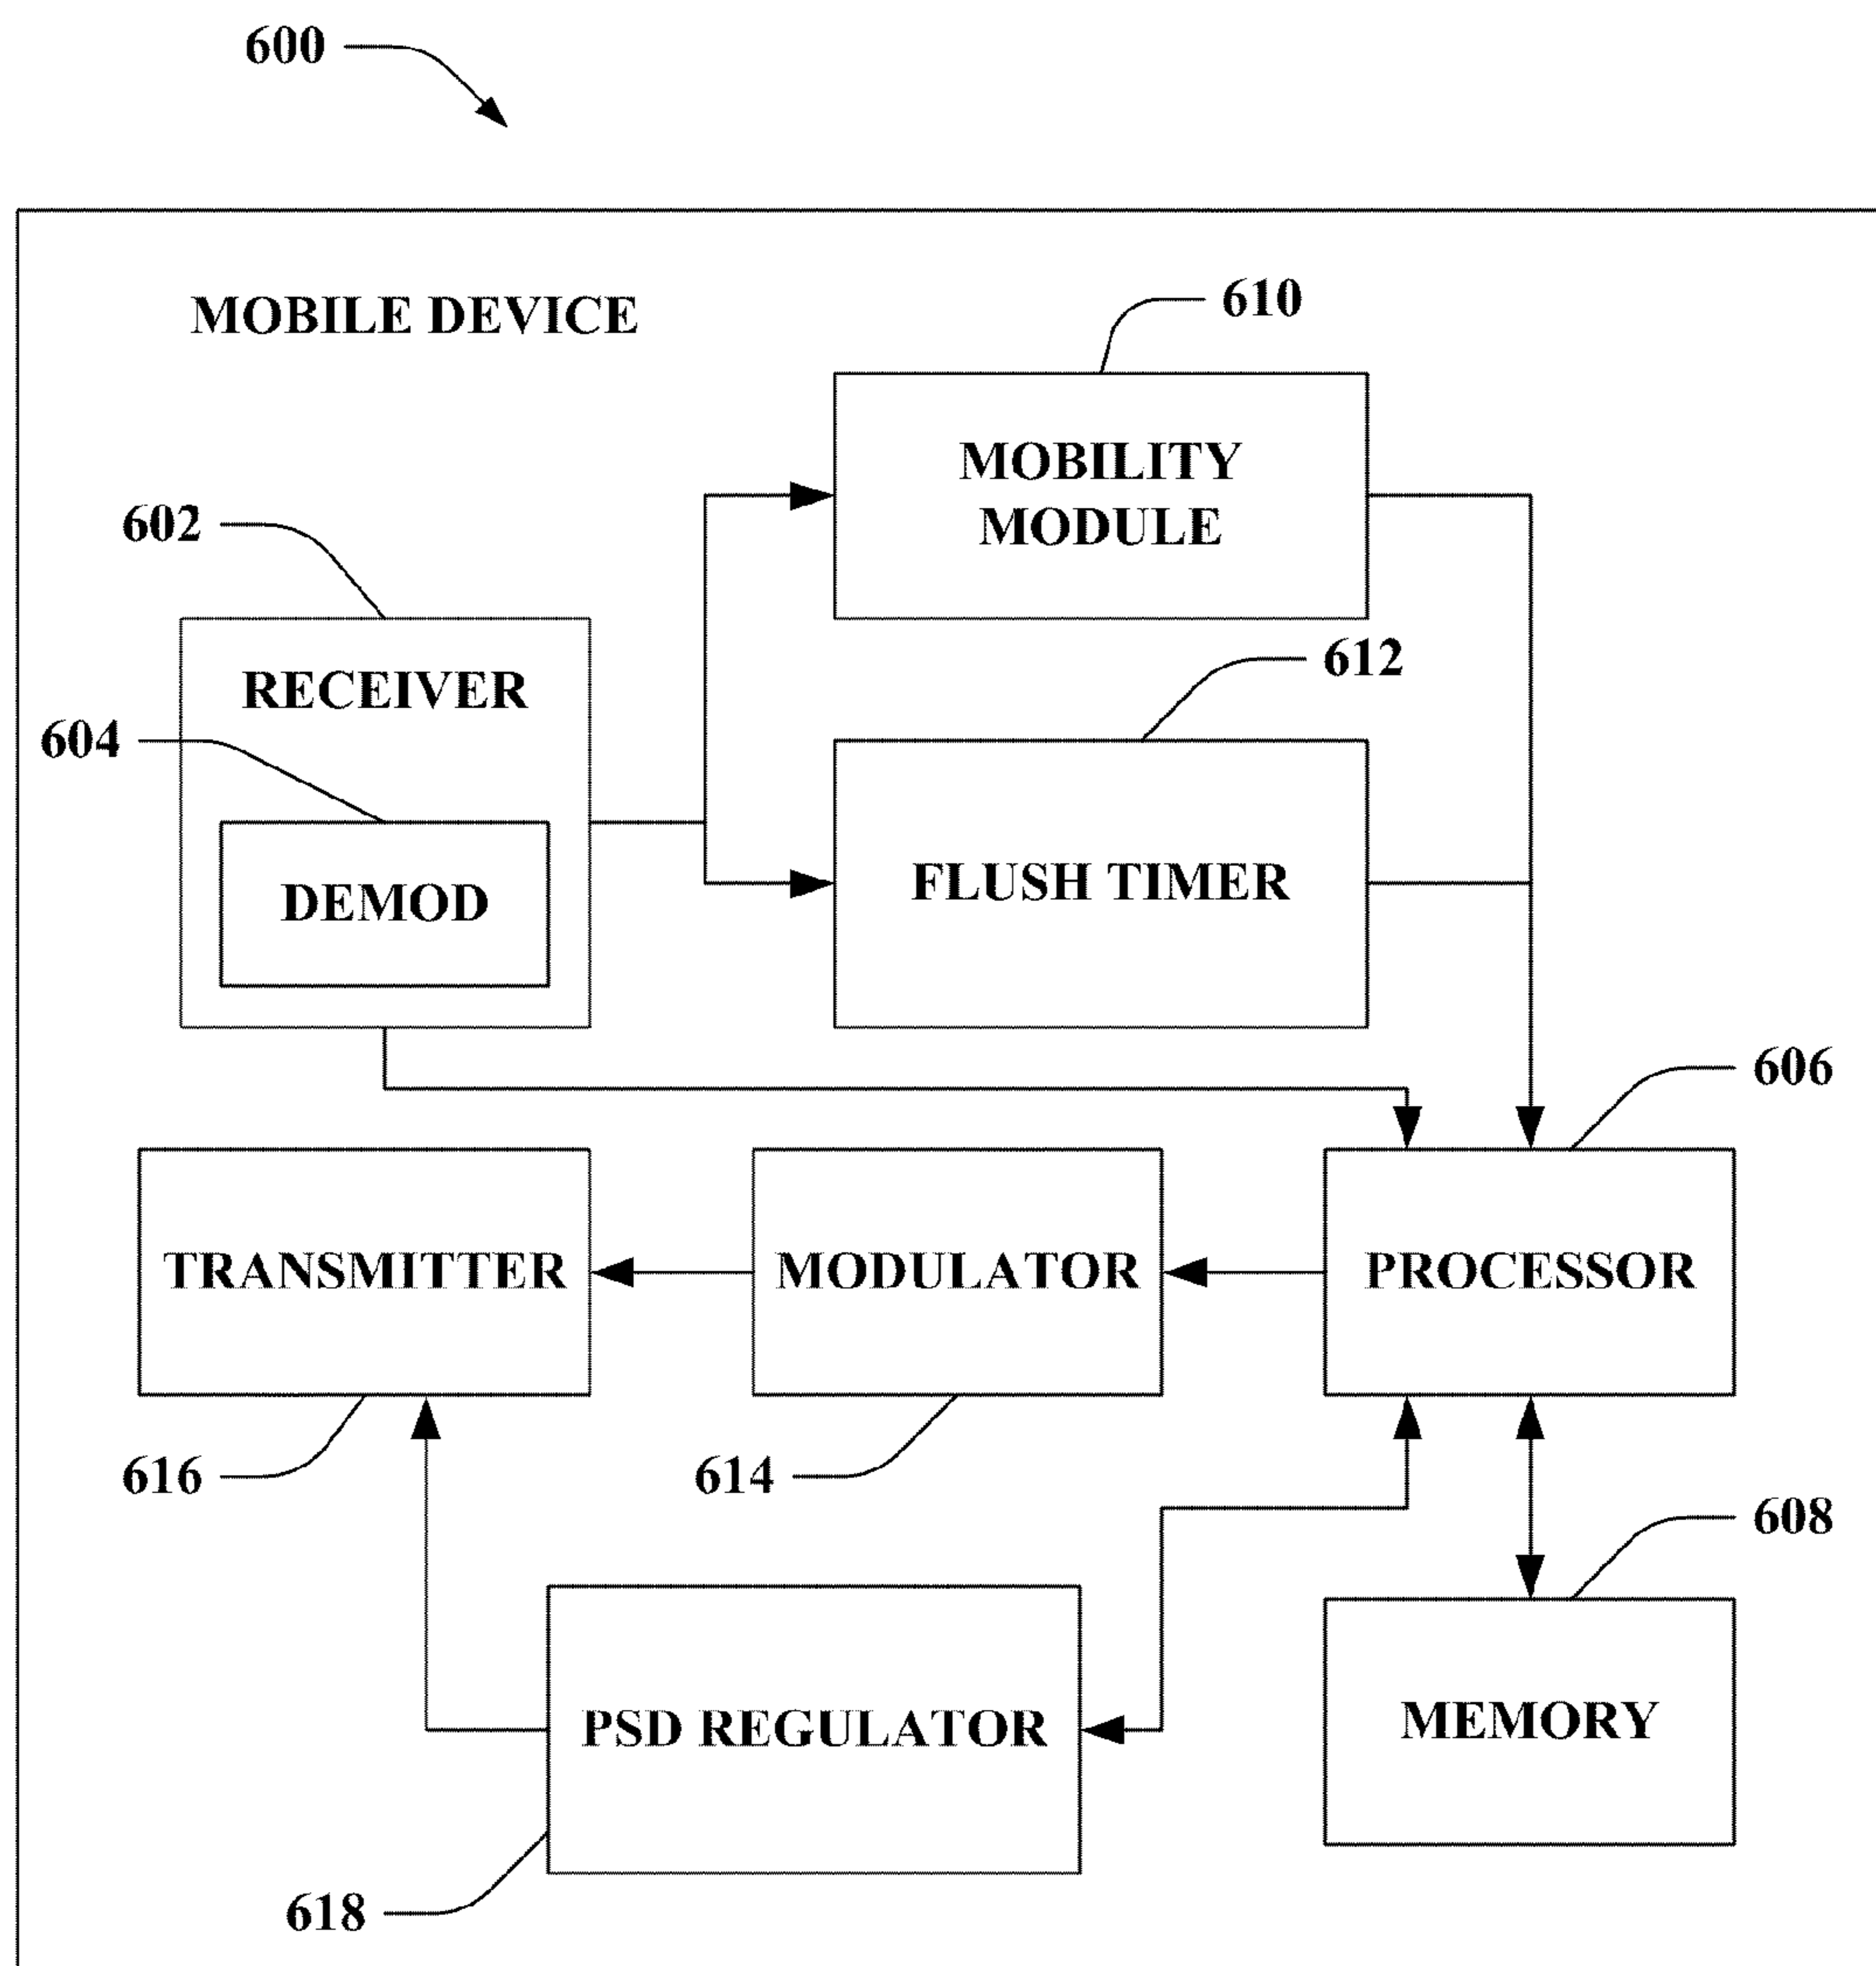 600
MOBILE DEVICE
610
MOBILITY
MODULE
602
RECEIVER
612
604
DEMOD
FLUSH TIMER
606
TRANSMITTER
MODULATOR
PROCESSOR
616
614
608
PSD REGULATOR
MEMORY
618